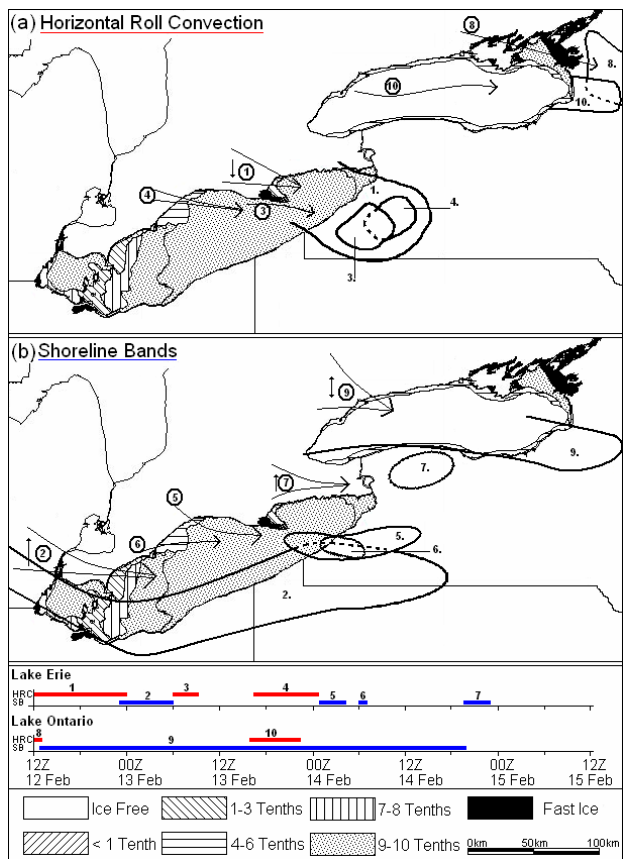 (a) Horizontal Roll Convection
8
8.
10
10.
1
1.
4
3
4.
3.
(b) Shoreline Bands
9
9.
7
7.
5
6
5.
2
6.
2.
Lake Erie
HRC
SB
1 2 3 4 5 6 7
Lake Ontario
HRC
SB
8 9 10
12Z 00Z 12Z 00Z 12Z 00Z 12Z
12 Feb 13 Feb 13 Feb 14 Feb 14 Feb 15 Feb 15 Feb
Ice Free 1-3 Tenths 7-8 Tenths Fast Ice
< 1 Tenth 4-6 Tenths 9-10 Tenths 0km 50km 100km